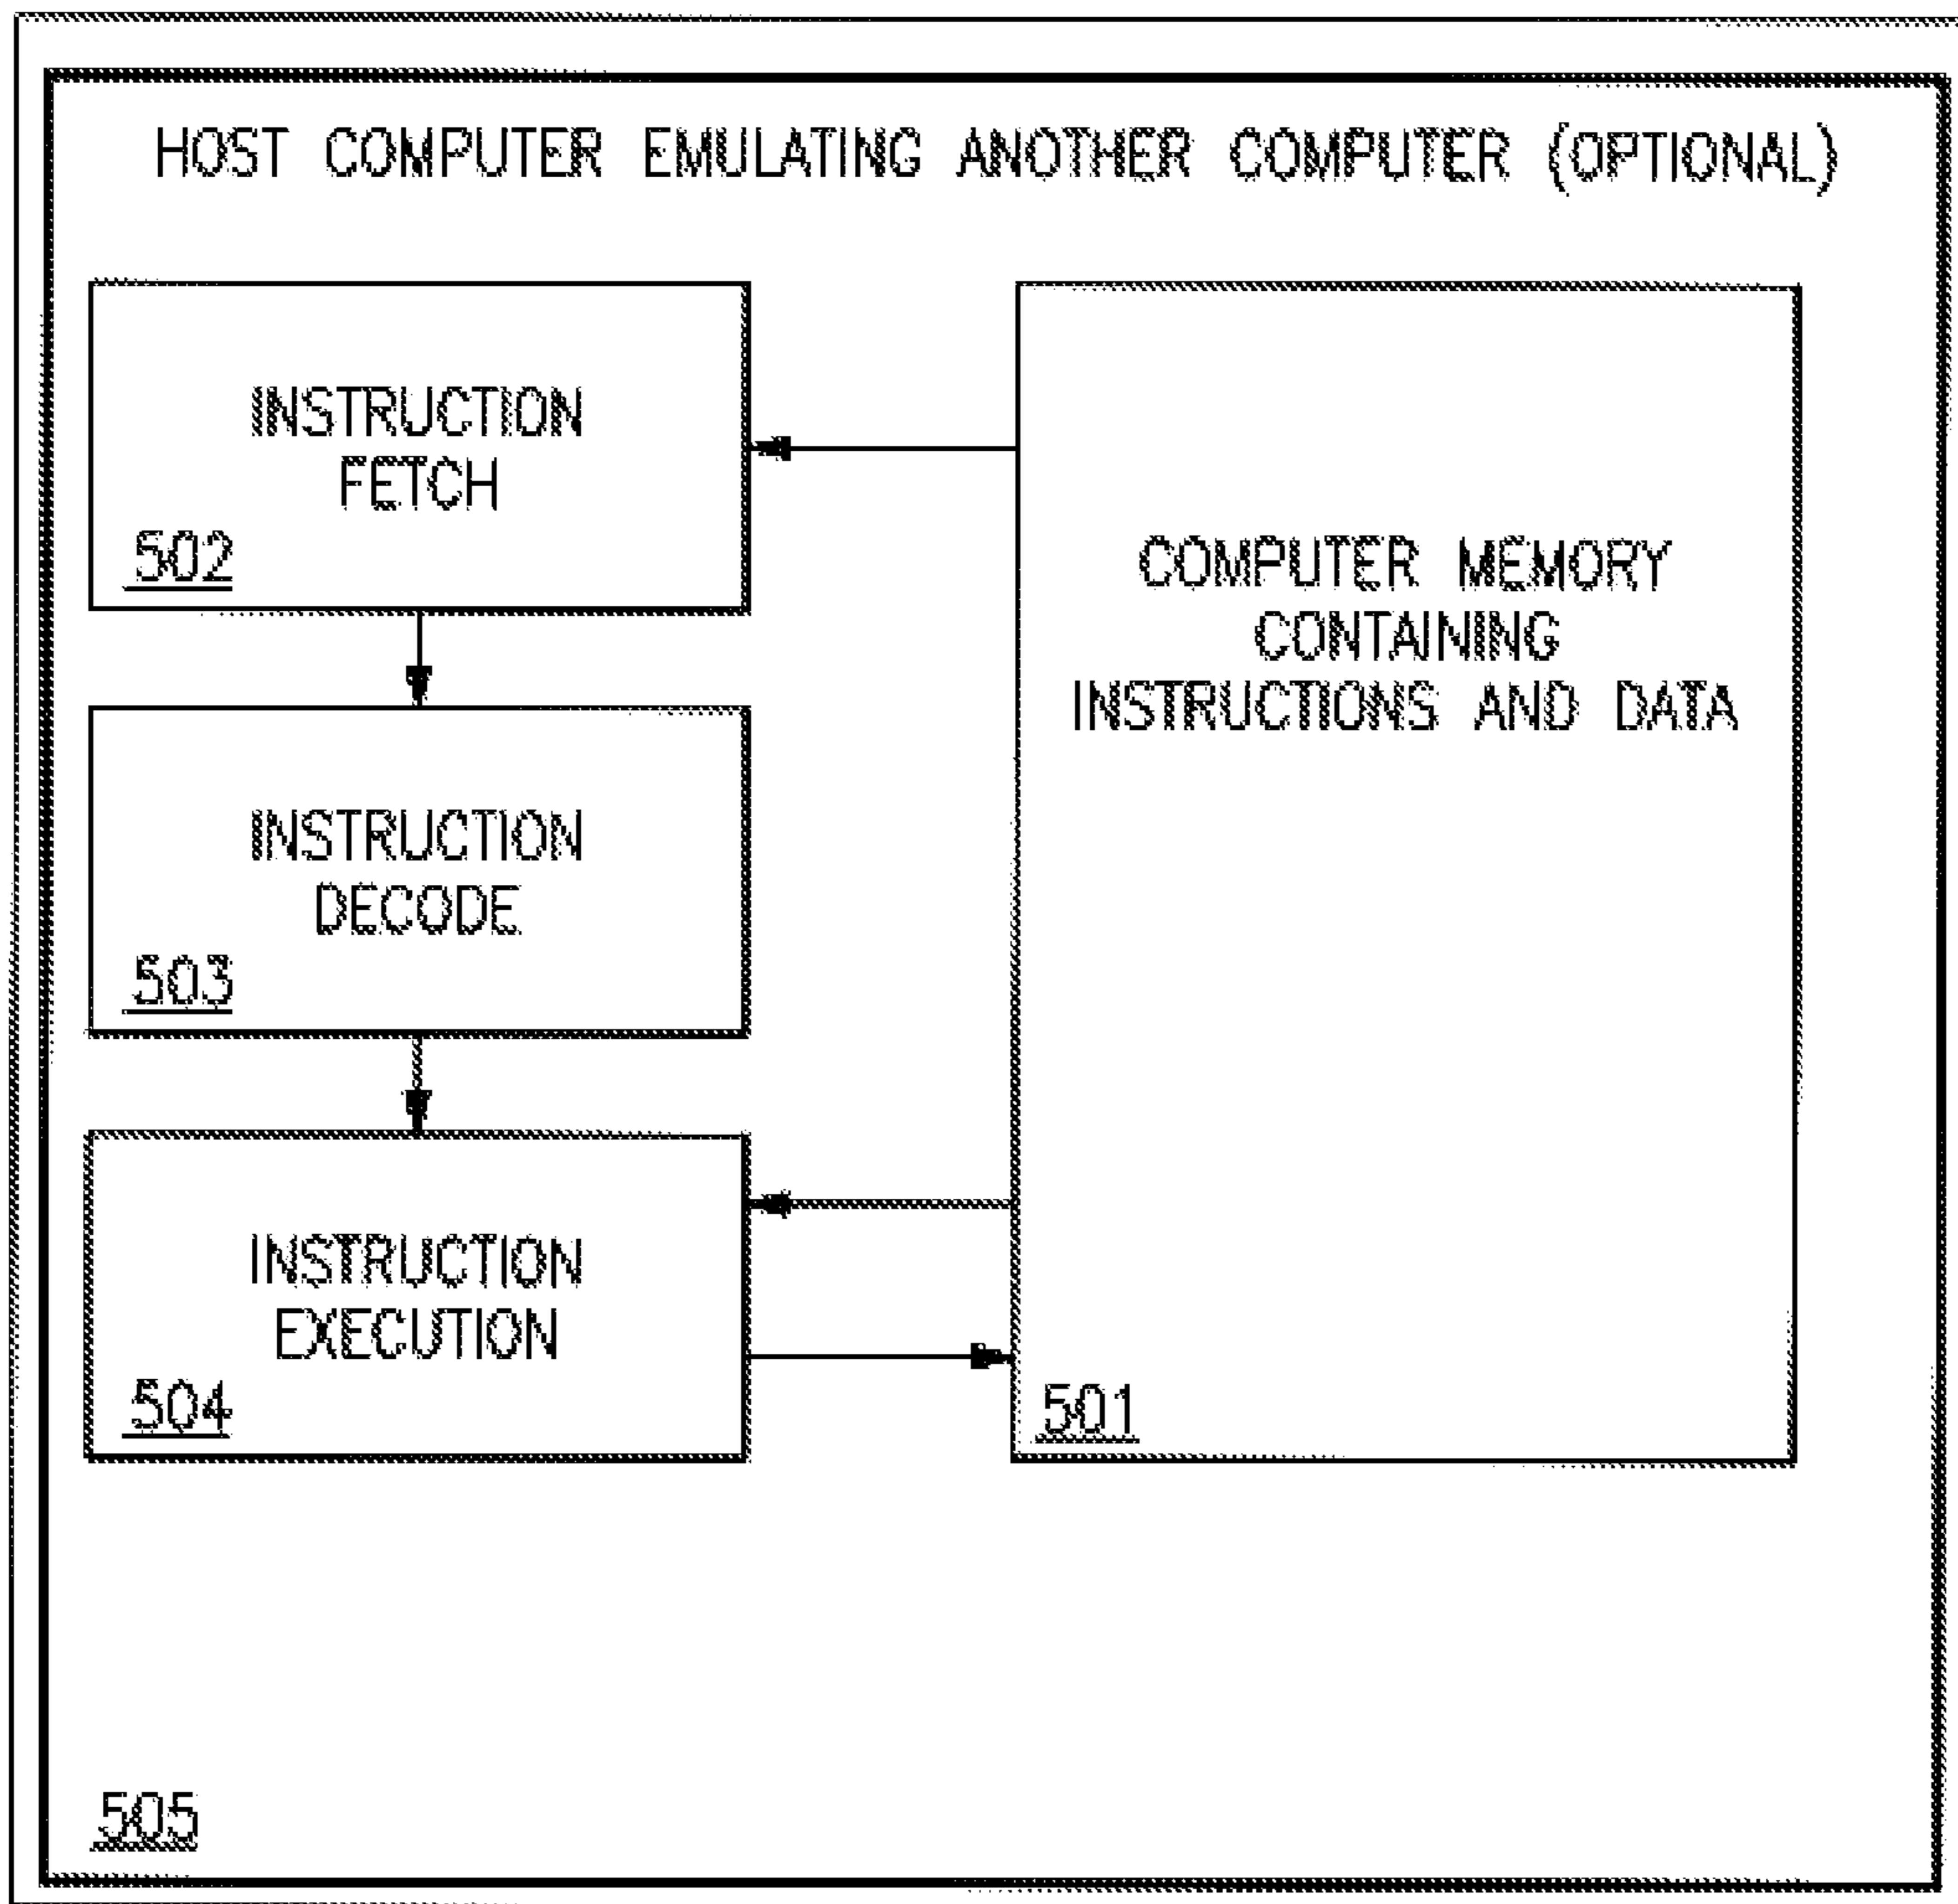 HOST COMPUTER EMULATING ANOTHER COMPUTER (OPTIONAL)
INSTRUCTION
FETCH
502
COMPUTER MEMORY
CONTAINING
INSTRUCTIONS AND DATA
INSTRUCTION
DECODE
503
INSTRUCTION
EXECUTION
504
501
505